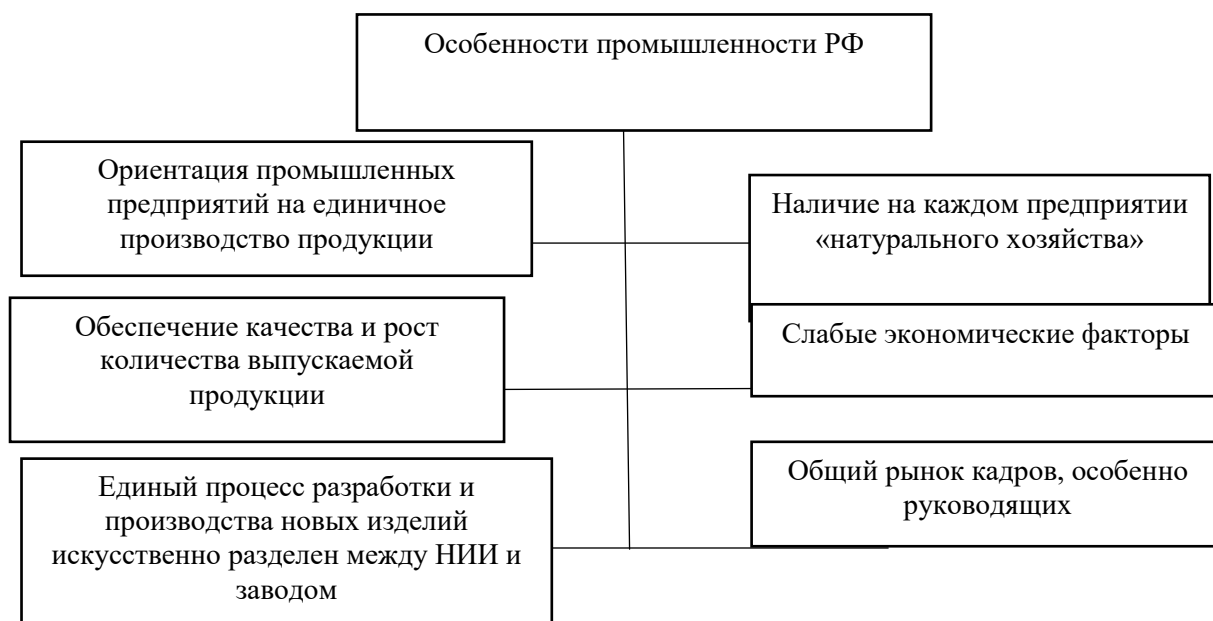 Особенности промышленности РФ
Ориентация промышленных
предприятий на единичное
производство продукции
Наличие на каждом предприятии
«натурального хозяйства»
Обеспечение качества и рост
количества выпускаемой
продукции
Слабые экономические факторы
Единый процесс разработки и
производства новых изделий
искусственно разделен между НИИ и
заводом
Общий рынок кадров, особенно
руководящих